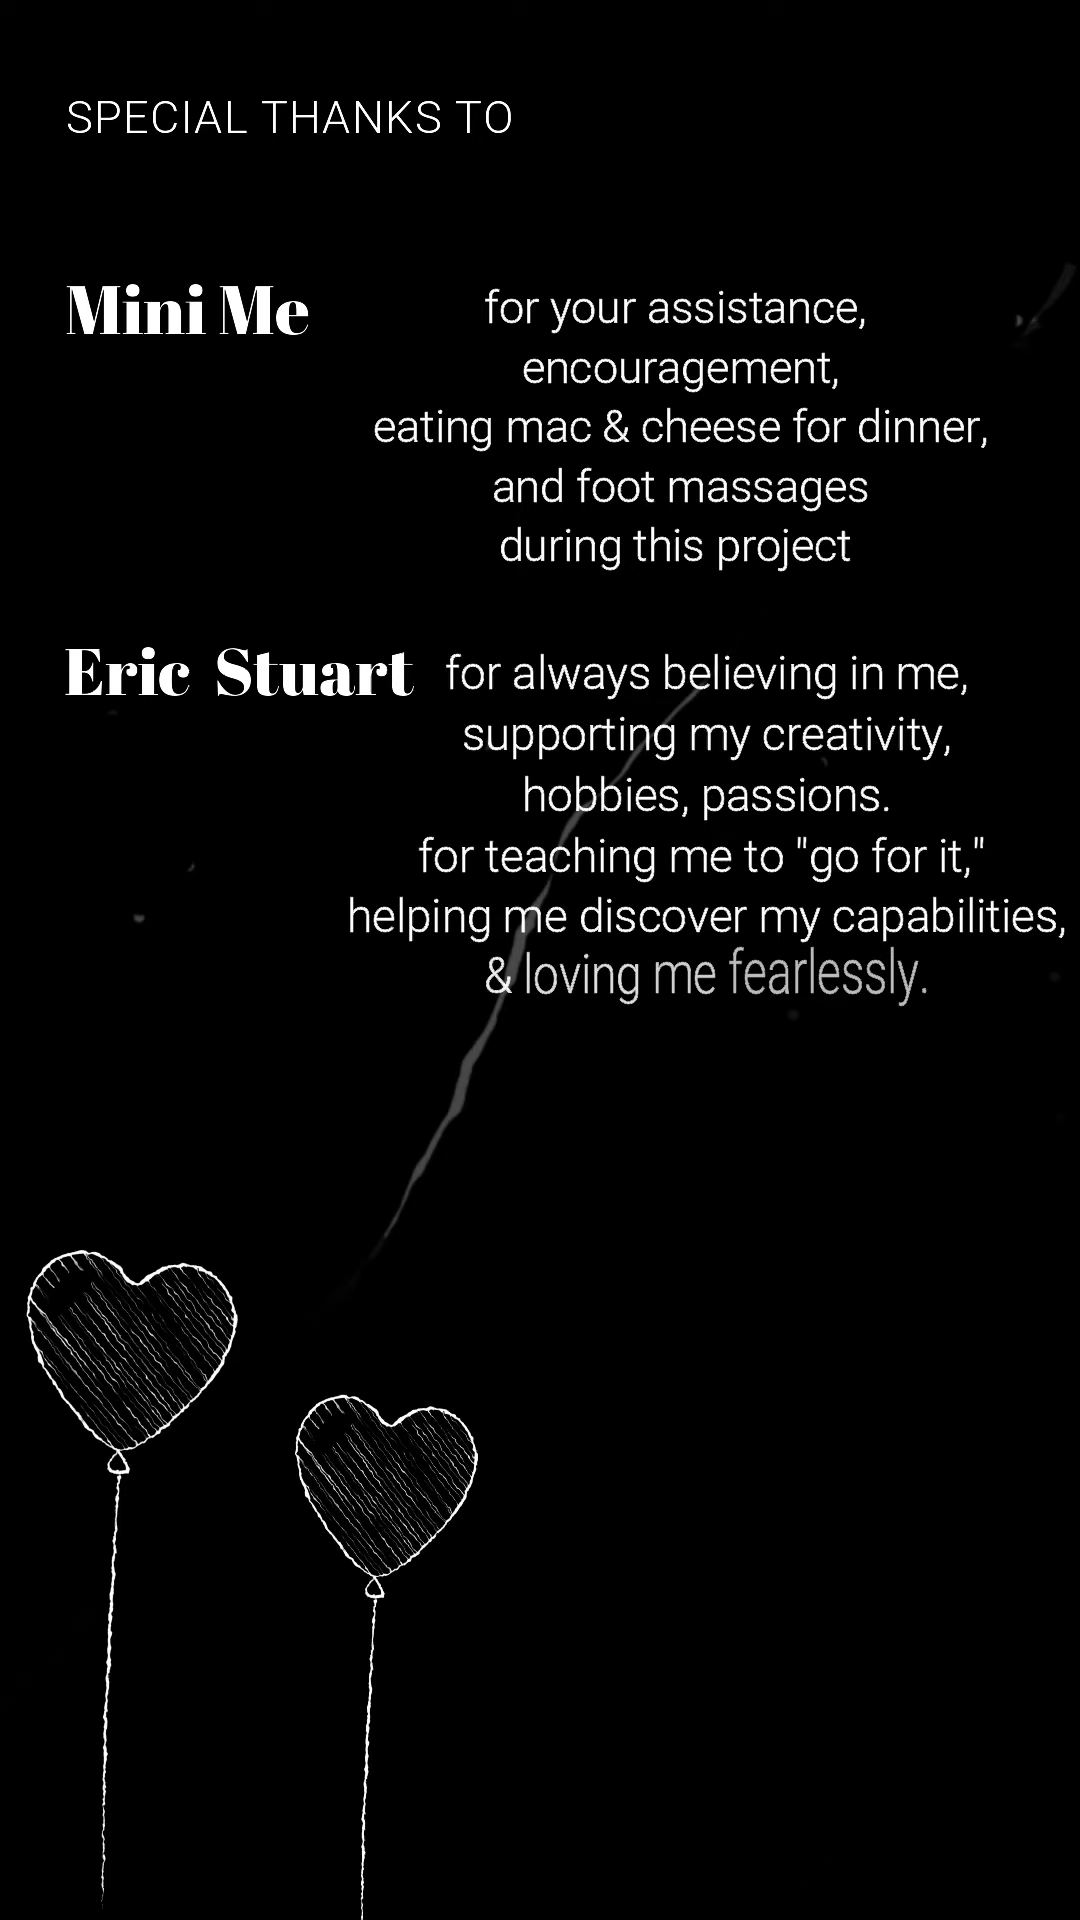 SPECIAL THANKS TO
Mini Me for your assistance,
encouragement,
eating mac & cheese for dinner,
and foot massages
during this project
Eric Stuart for always believing in me,
supporting my creativity,
hobbies, passions.
for teaching me to "go for it,"
helping me discover my capabilities,
& loving me fearlessly.